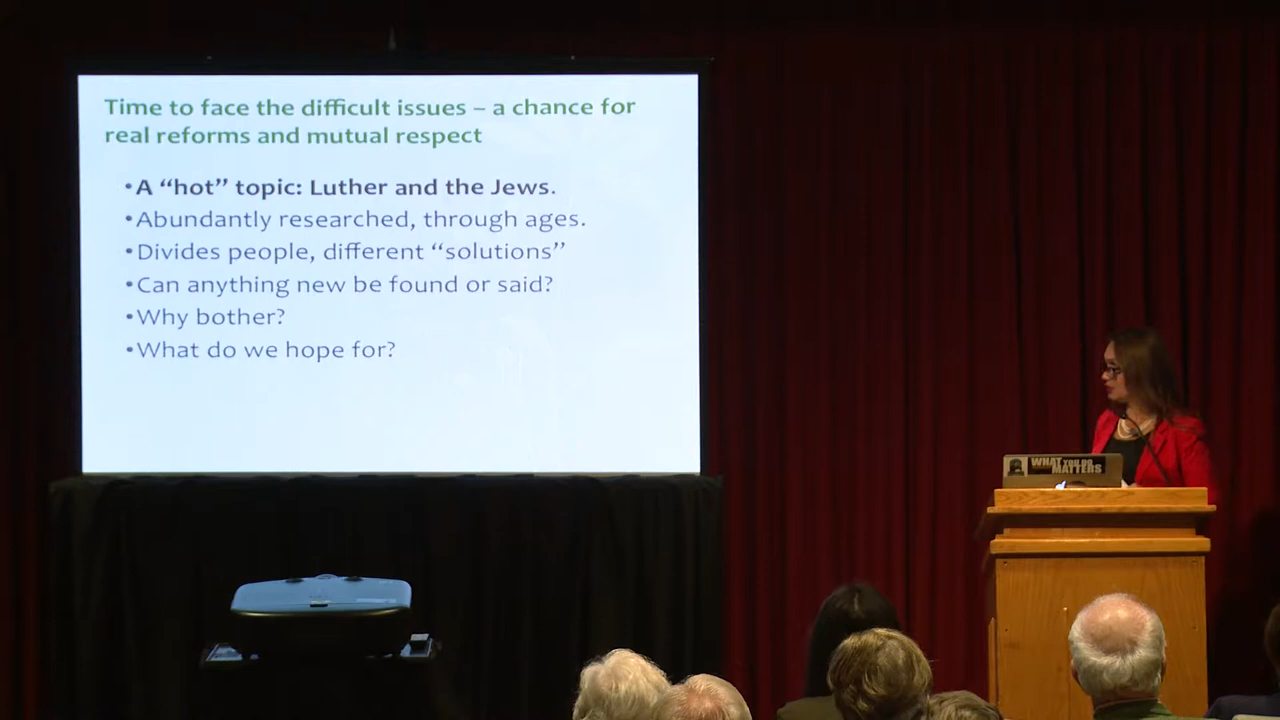 Time to face the difficult issues – a chance for
real reforms and mutual respect
•A “hot” topic: Luther and the Jews.
•Abundantly researched, through ages.
•Divides people, different “solutions”
•Can anything new be found or said?
•Why bother?
•What do we hope for?
WHAT YOU DO
MATTERS